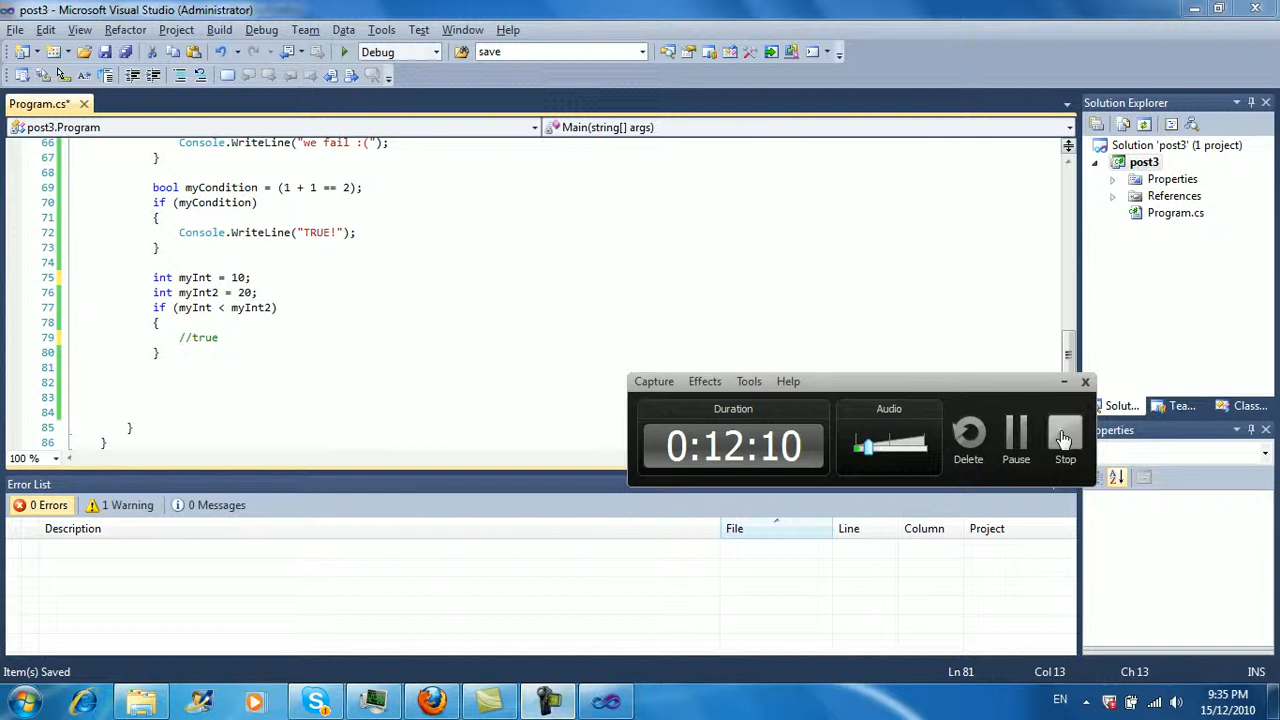 post3 - Microsoft Visual Studio (Administrator)
File Edit View Refactor Project Build Debug Team Data Tools Test Window Help
Debug save
Program.cs*
post3.Program Main(string[] args)
66 Console.WriteLine("we fail :(");
67 }
68
69 bool myCondition = (1 + 1 == 2);
70 if (myCondition)
71 {
72 Console.WriteLine("TRUE!");
73 }
74
75 int myInt = 10;
76 int myInt2 = 20;
77 if (myInt < myInt2)
78 {
79 //true
80 }
81
82
83
84
85 }
86 }
100 %
Solution Explorer
Solution 'post3' (1 project)
post3
Properties
References
Program.cs
Solut... Tea... Class...
roperties
Capture Effects Tools Help
Duration Audio
0:12:10
Delete Pause Stop
Error List
0 Errors 1 Warning 0 Messages
Description File Line Column Project
Item(s) Saved Ln 81 Col 13 Ch 13 INS
EN 9:35 PM
15/12/2010